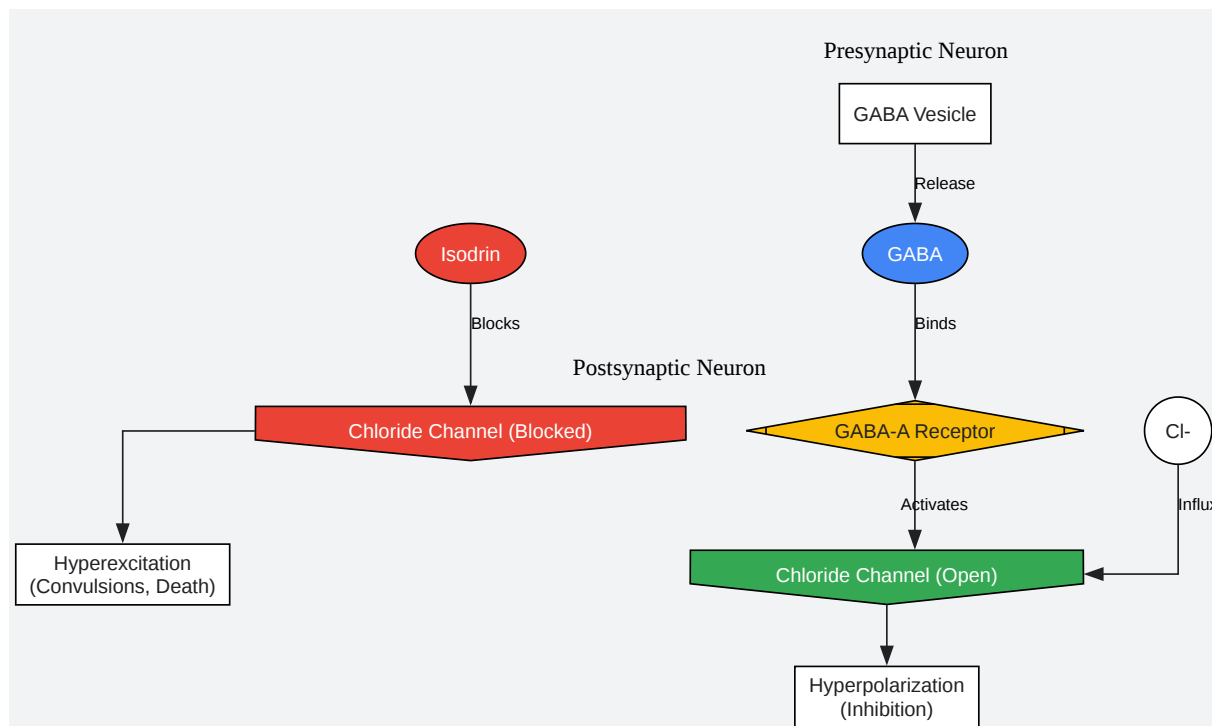 Presynaptic Neuron
GABA Vesicle
Release
Isodrin
GABA
Blocks
Binds
Postsynaptic Neuron
Chloride Channel (Blocked)
GABA-A Receptor
Cl-
Activates
Influx
Hyperexcitation
(Convulsions, Death)
Chloride Channel (Open)
Hyperpolarization
(Inhibition)